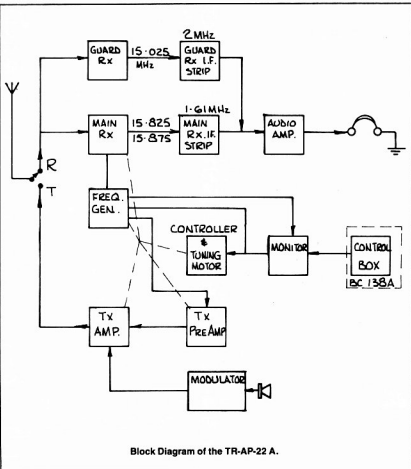 2MHz
GUARD
Rx
15·025
MHz
GUARD
Rx I.F.
STRIP
MAIN
Rx
15·825
15·875
1·61MHz
MAIN
Rx.IF.
STRIP
AUDIO
AMP.
R
T
FREQ.
GEN.
CONTROLLER
&
TUNING
MOTOR
MONITOR
CONTROL
BOX
BC 138A
Tx
AMP.
Tx
PreAmp
MODULATOR
Block Diagram of the TR-AP-22 A.